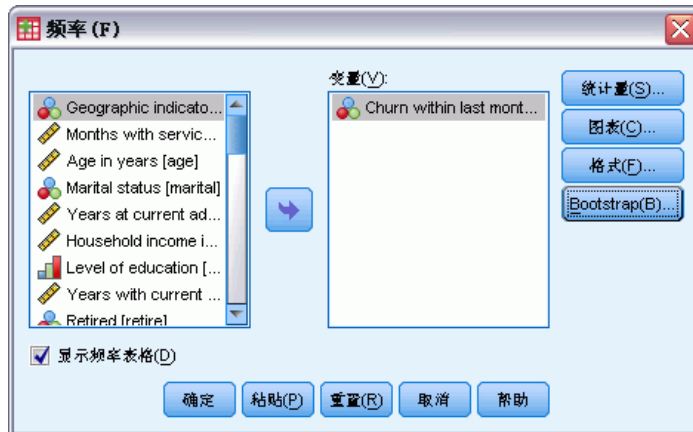 频率(F)
变量(V):
Geographic indicato...
Months with servic...
Age in years [age]
Marital status [marital]
Years at current ad...
Household income i...
Level of education [...
Years with current ...
Retired [retire]
Churn within last mont...
统计量(S)...
图表(C)...
格式(F)...
Bootstrap(B)...
显示频率表格(D)
确定
粘贴(P)
重置(R)
取消
帮助